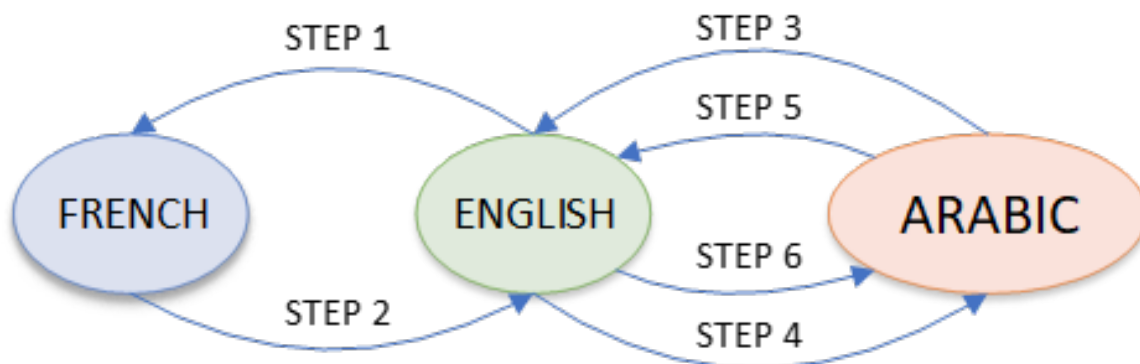 STEP 1
STEP 3
STEP 5
FRENCH
ENGLISH
ARABIC
STEP 6
STEP 2
STEP 4